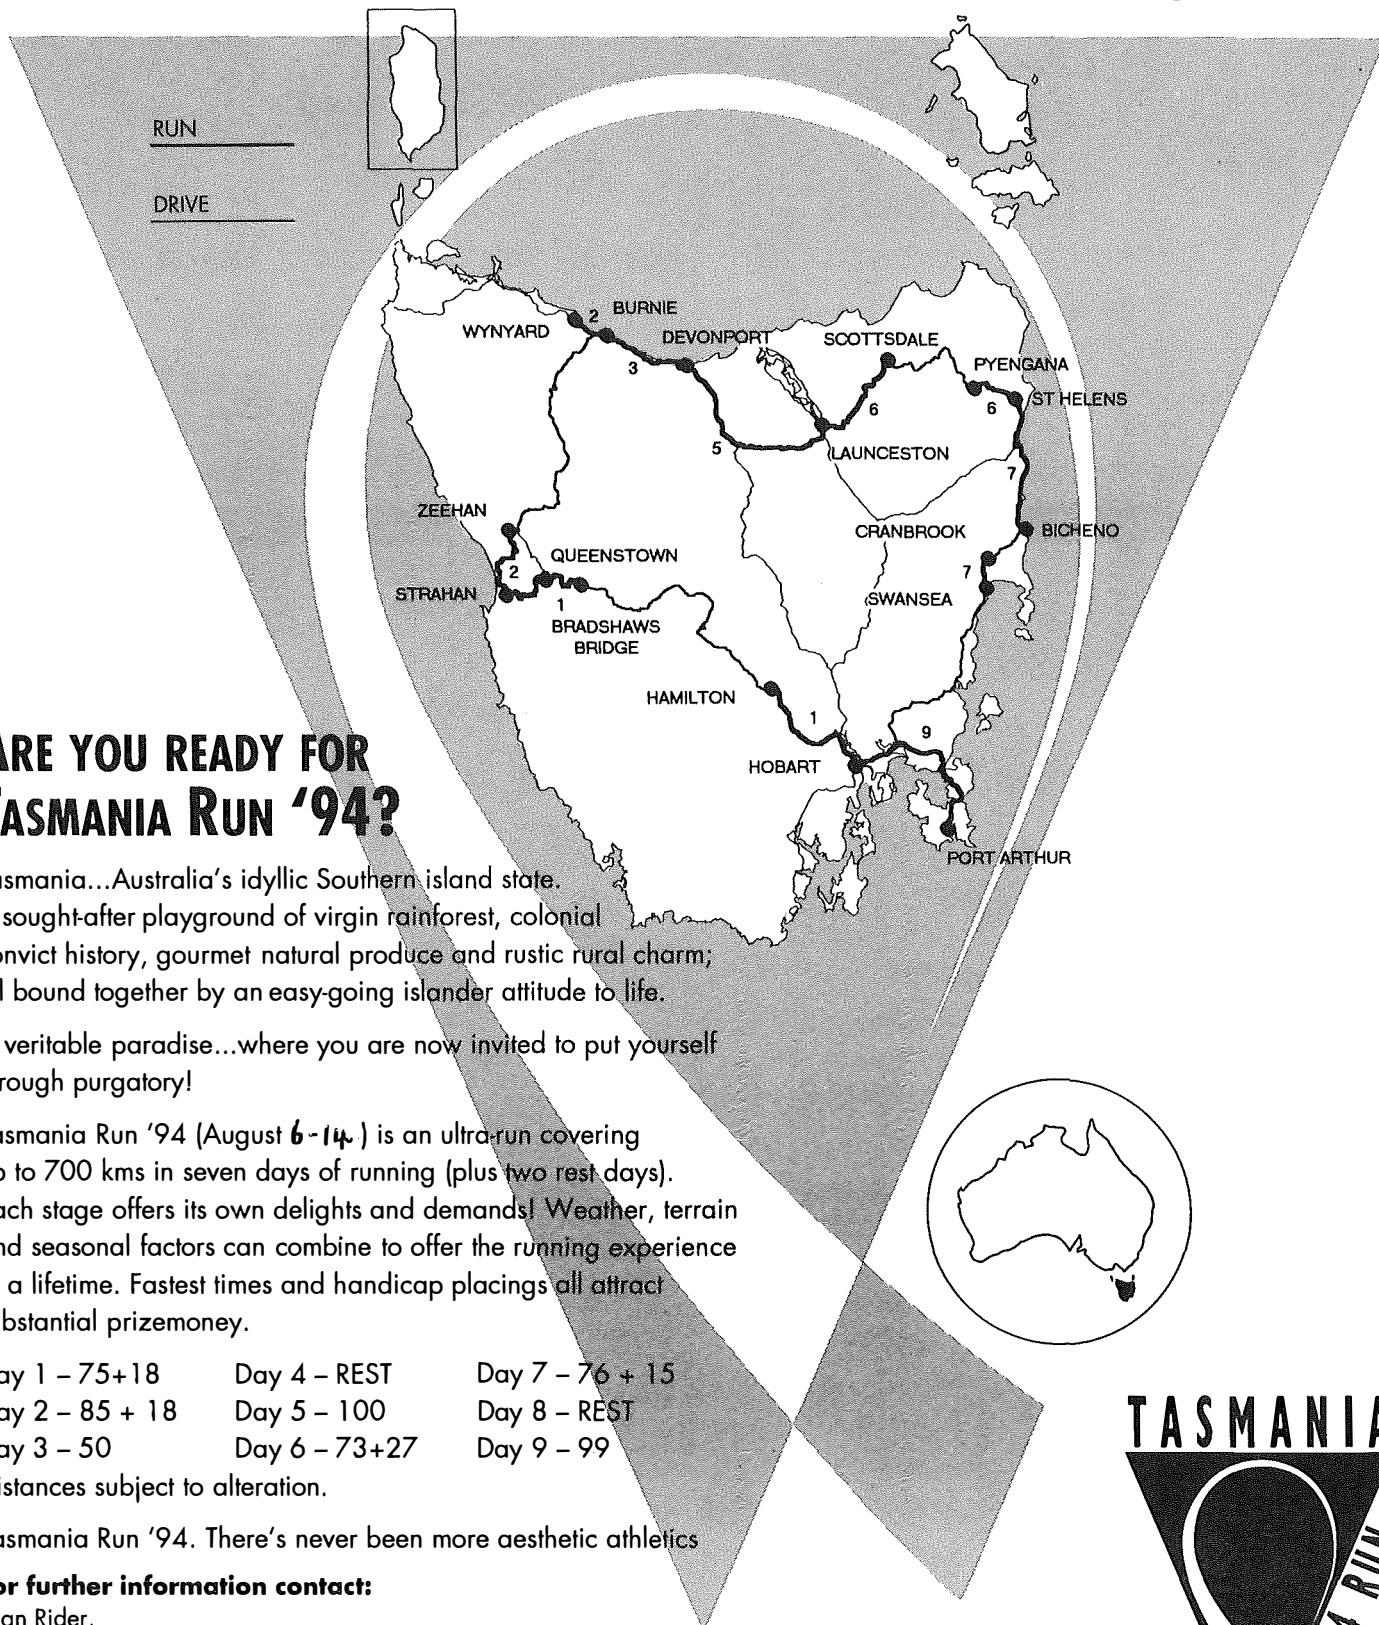 RUN
DRIVE
BURNIE
2
WYNYARD
DEVONPORT
3
SCOTTSDALE
PYENGANA
6
6
ST HELENS
5
LAUNCESTON
7
ZEEHAN
CRANBROOK
BICHENO
QUEENSTOWN
2
7
STRAHAN
1
SWANSEA
BRADSHAWS
BRIDGE
HAMILTON
1
9
HOBART
PORT ARTHUR
ARE YOU READY FOR
TASMANIA RUN '94?
asmania...Australia's idyllic Southern island state.
sought-after playground of virgin rainforest, colonial
onvict history, gourmet natural produce and rustic rural charm;
l bound together by an easy-going islander attitude to life.
veritable paradise...where you are now invited to put yourself
rough purgatory!
asmania Run '94 (August 6-14) is an ultra-run covering
p to 700 kms in seven days of running (plus two rest days).
ach stage offers its own delights and demands! Weather, terrain
nd seasonal factors can combine to offer the running experience
a lifetime. Fastest times and handicap placings all attract
bstantial prizemoney.
ay 1 – 75+18 Day 4 – REST Day 7 – 76 + 15
ay 2 – 85 + 18 Day 5 – 100 Day 8 – REST
ay 3 – 50 Day 6 – 73+27 Day 9 – 99
istances subject to alteration.
asmania Run '94. There's never been more aesthetic athletics
or further information contact:
an Rider.
TASMANIA
4 RUN